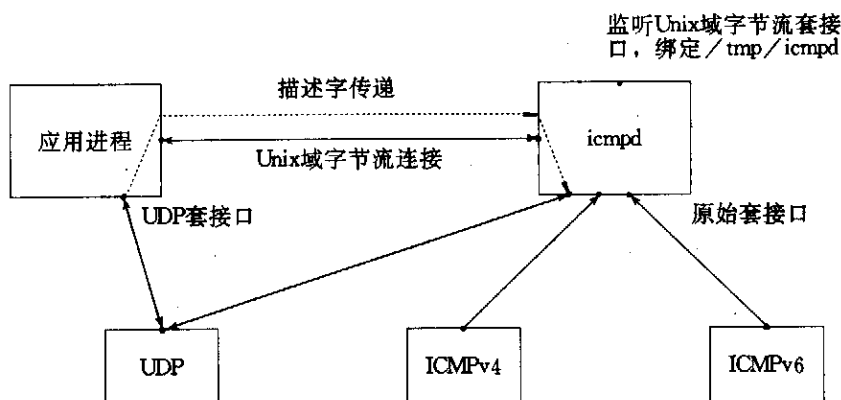 监听Unix域字节流套接
口，绑定／tmp／icmpd
描述字传递
应用进程
icmpd
Unix域字节流连接
UDP套接口
原始套接口
UDP
ICMPv4
ICMPv6